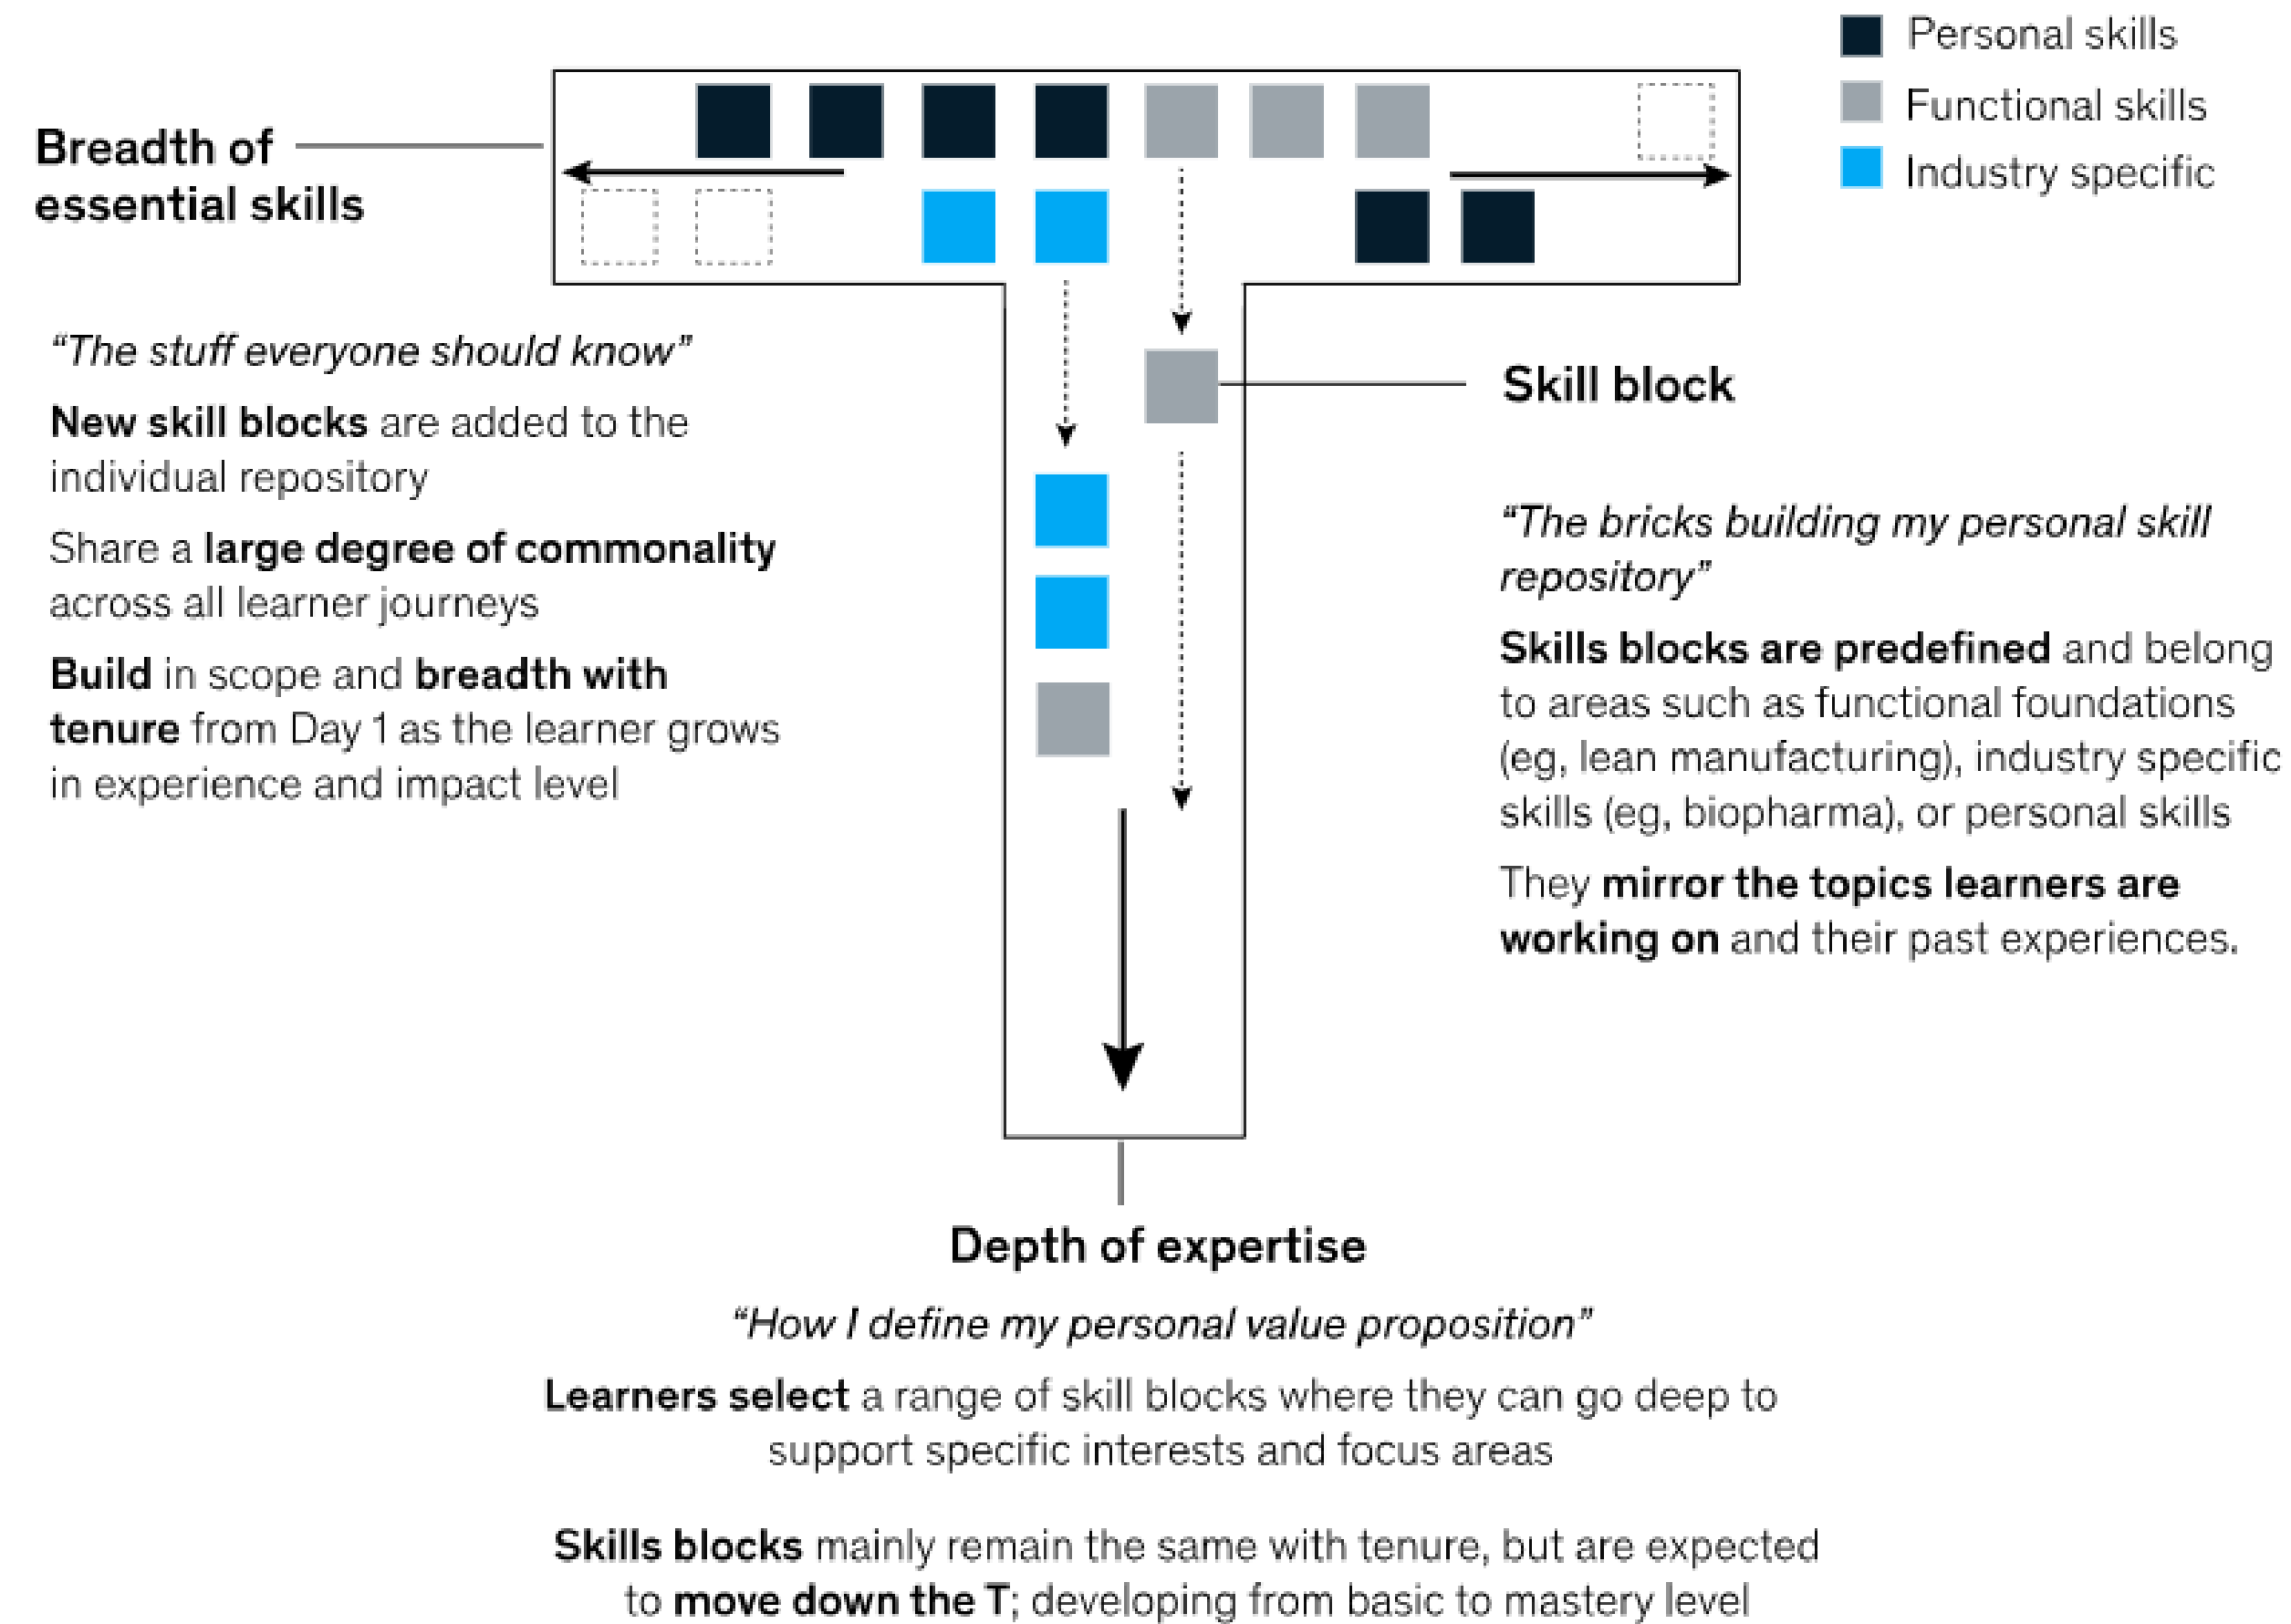 Personal skills
Functional skills
Industry specific
Breadth of
essential skills
“The stuff everyone should know”
New skill blocks are added to the
individual repository
Share a large degree of commonality
across all learner journeys
Build in scope and breadth with
tenure from Day 1 as the learner grows
in experience and impact level
Skill block
“The bricks building my personal skill
repository”
Skills blocks are predefined and belong
to areas such as functional foundations
(eg, lean manufacturing), industry specific
skills (eg, biopharma), or personal skills
They mirror the topics learners are
working on and their past experiences.
Depth of expertise
“How I define my personal value proposition”
Learners select a range of skill blocks where they can go deep to
support specific interests and focus areas
Skills blocks mainly remain the same with tenure, but are expected
to move down the T; developing from basic to mastery level